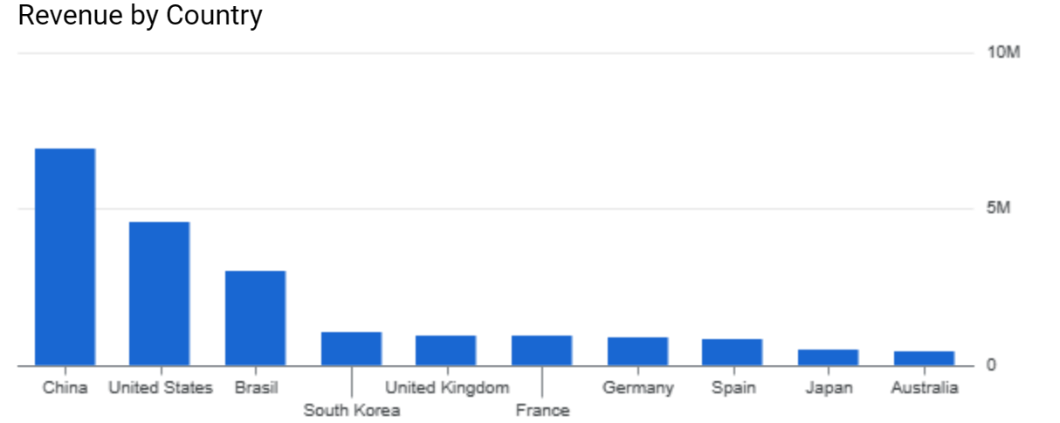 Revenue by Country
10M
5M
0
China United States Brasil South Korea United Kingdom France Germany Spain Japan Australia